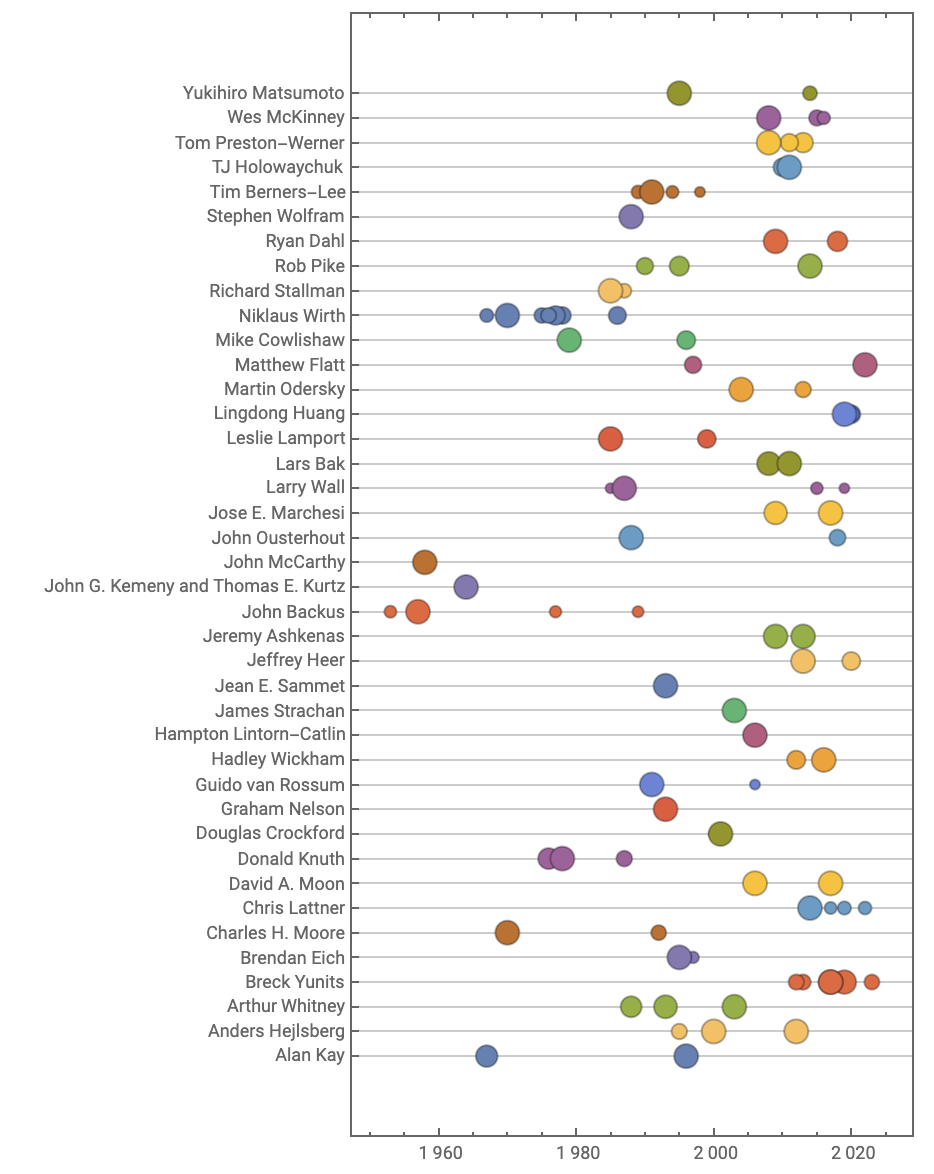 Yukihiro Matsumoto
Wes McKinney
Tom Preston–Werner
TJ Holowaychuk
Tim Berners–Lee
Stephen Wolfram
Ryan Dahl
Rob Pike
Richard Stallman
Niklaus Wirth
Mike Cowlishaw
Matthew Flatt
Martin Odersky
Lingdong Huang
Leslie Lamport
Lars Bak
Larry Wall
Jose E. Marchesi
John Ousterhout
John McCarthy
John G. Kemeny and Thomas E. Kurtz
John Backus
Jeremy Ashkenas
Jeffrey Heer
Jean E. Sammet
James Strachan
Hampton Lintorn–Catlin
Hadley Wickham
Guido van Rossum
Graham Nelson
Douglas Crockford
Donald Knuth
David A. Moon
Chris Lattner
Charles H. Moore
Brendan Eich
Breck Yunits
Arthur Whitney
Anders Hejlsberg
Alan Kay
1960 1980 2000 2020